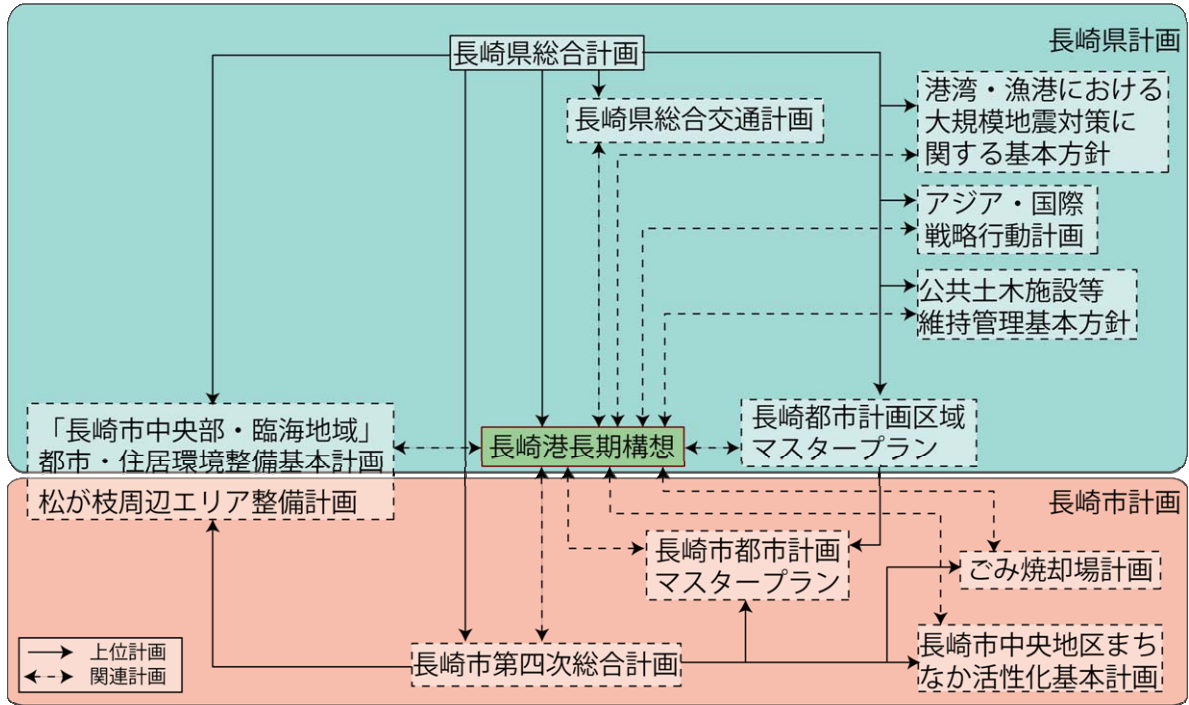 長崎県計画
長崎県総合計画
長崎県総合交通計画
港湾・漁港における
大規模地震対策に
関する基本方針
アジア・国際
戦略行動計画
公共土木施設等
維持管理基本方針
「長崎市中央部・臨海地域」
都市・住居環境整備基本計画
松が枝周辺エリア整備計画
長崎港長期構想
長崎都市計画区域
マスタープラン
長崎市計画
長崎市都市計画
マスタープラン
ごみ焼却場計画
長崎市第四次総合計画
長崎市中央地区まち
なか活性化基本計画
上位計画
関連計画